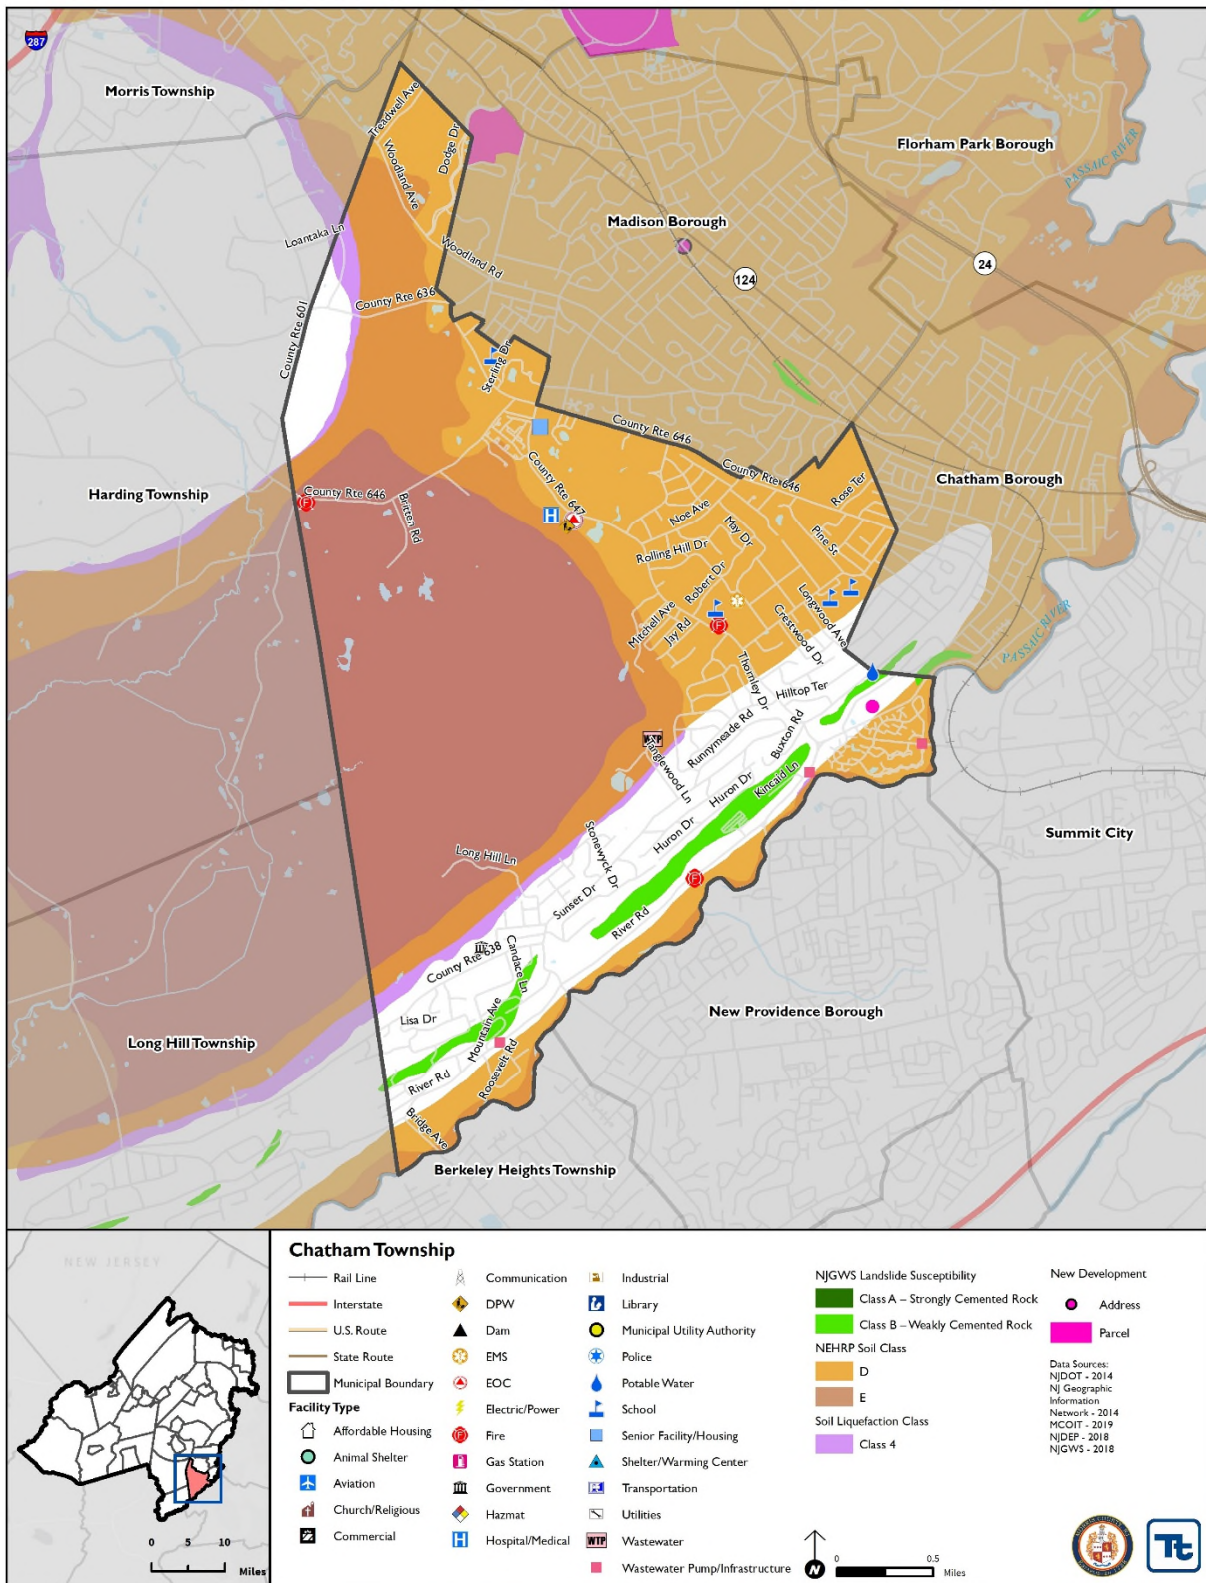 287
Morris Township
Treadwell Ave
Woodland Ave
Dodge Dr
Florham Park Borough
PASSAIC RIVER
Madison Borough
Loantaka Ln
Woodland Rd
24
124
County Rte 636
County Rte 601
Sterling Dr
County Rte 646
County Rte 646
Rose Ter
Chatham Borough
Harding Township
County Rte 646
Britten Rd
County Rte 647
H
F
Noe Ave
May Dr
Pine St
Rolling Hill Dr
Robert Dr
Longwood Ave
Mitchell Ave
Jay Rd
F
Crestwood Dr
PASSAIC RIVER
Thornley Dr
Hilltop Ter
Runnymeade Rd
Buxton Rd
WTP
Tanglewood Ln
Huron Dr
Kincaid Ln
Summit City
Huron Dr
Stonewyck Dr
Long Hill Ln
Sunset Dr
F
River Rd
County Rte 638
Candace Ln
Lisa Dr
Mountain Ave
New Providence Borough
Long Hill Township
River Rd
Roosevelt Rd
Bridge Ave
Berkeley Heights Township
NEW JERSEY
0 5 10
Miles
Chatham Township
Rail Line
Interstate
U.S. Route
State Route
Municipal Boundary
Facility Type
Affordable Housing
Animal Shelter
Aviation
Church/Religious
Commercial
Communication
DPW
Dam
EMS
EOC
Electric/Power
Fire
Gas Station
Government
Hazmat
Hospital/Medical
Industrial
Library
Municipal Utility Authority
Police
Potable Water
School
Senior Facility/Housing
Shelter/Warming Center
Transportation
Utilities
WTP Wastewater
Wastewater Pump/Infrastructure
NJGWS Landslide Susceptibility
Class A – Strongly Cemented Rock
Class B – Weakly Cemented Rock
NEHRP Soil Class
D
E
Soil Liquefaction Class
Class 4
New Development
Address
Parcel
Data Sources:
NJDOT - 2014
NJ Geographic
Information
Network - 2014
MCOIT - 2019
NJDEP - 2018
NJGWS - 2018
N
0 0.5
Miles
Tt